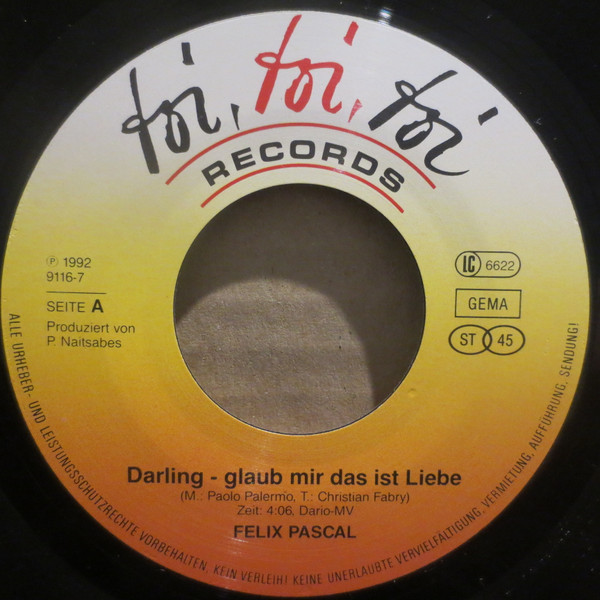 toi, toi, toi
RECORDS
℗ 1992
9116-7
SEITE A
Produziert von
P. Naitsabes
LC 6622
GEMA
ST 45
Darling - glaub mir das ist Liebe
(M.: Paolo Palermo, T.: Christian Fabry)
Zeit: 4:06, Dario-MV
FELIX PASCAL
ALLE URHEBER- UND LEISTUNGSSCHUTZRECHTE VORBEHALTEN, KEIN VERLEIH! KEINE UNERLAUBTE VERVIELFÄLTIGUNG, VERMIETUNG, AUFFÜHRUNG, SENDUNG!